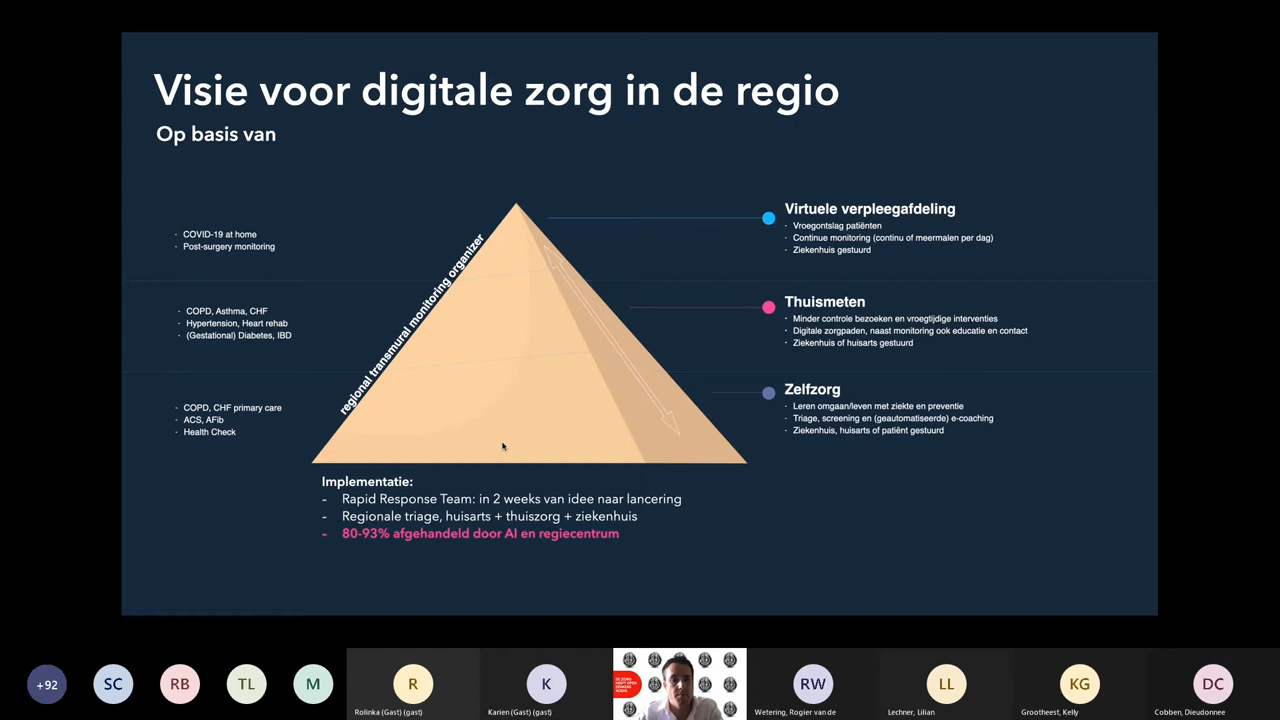 Visie voor digitale zorg in de regio
Op basis van
- COVID-19 at home
- Post-surgery monitoring
- COPD, Asthma, CHF
- Hypertension, Heart rehab
- (Gestational) Diabetes, IBD
- COPD, CHF primary care
- ACS, AFib
- Health Check
regional transmural monitoring organizer
Virtuele verpleegafdeling
- Vroegontslag patiënten
- Continue monitoring (continu of meermalen per dag)
- Ziekenhuis gestuurd
Thuismeten
- Minder controle bezoeken en vroegtijdige interventies
- Digitale zorgpaden, naast monitoring ook educatie en contact
- Ziekenhuis of huisarts gestuurd
Zelfzorg
- Leren omgaan/leven met ziekte en preventie
- Triage, screening en (geautomatiseerde) e-coaching
- Ziekenhuis, huisarts of patiënt gestuurd
Implementatie:
- Rapid Response Team: in 2 weeks van idee naar lancering
- Regionale triage, huisarts + thuiszorg + ziekenhuis
- 80-93% afgehandeld door AI en regiecentrum
+92
SC
RB
TL
M
R
Rolinka (Gast) (gast)
K
Karien (Gast) (gast)
DE ZORG
HEEFT OPEN
DENKERS
NODIG
RW
Wetering, Rogier van de
LL
Lechner, Lilian
KG
Grootheest, Kelly
DC
Cobben, Dieudonnee